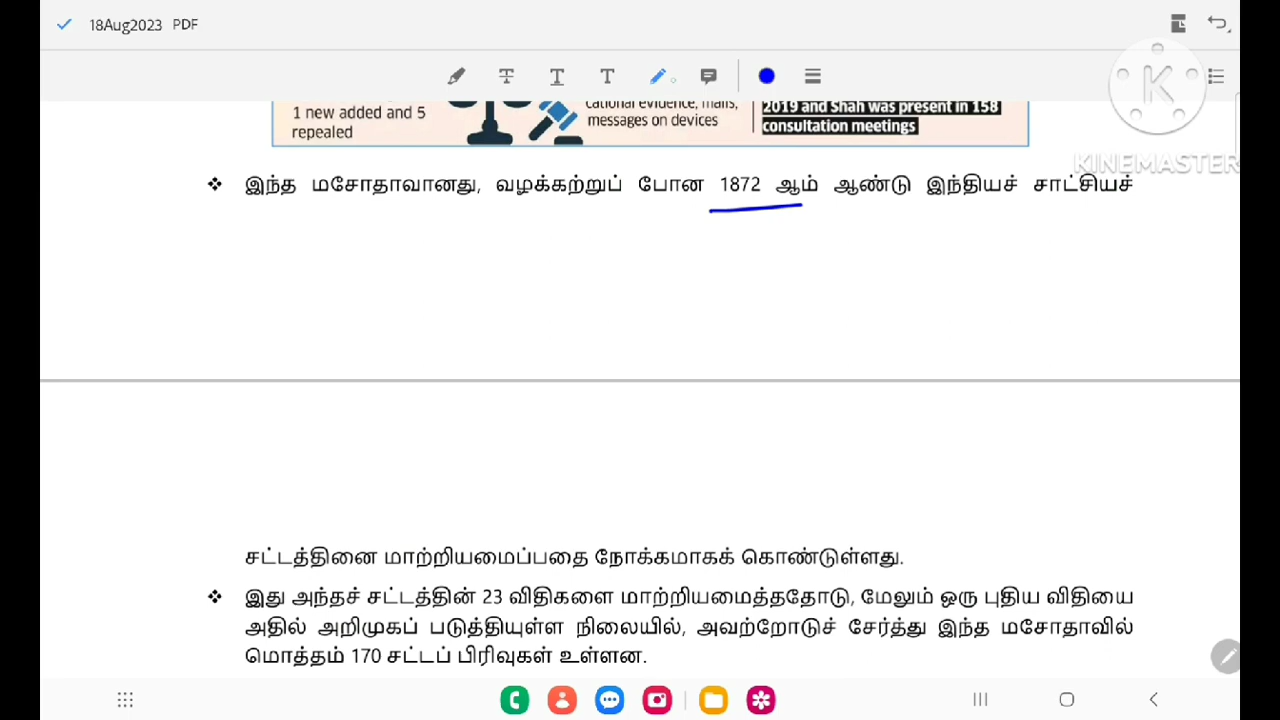 18Aug2023 PDF
1 new added and 5
repealed
cational evidence, mails,
messages on devices
2019 and Shah was present in 158
consultation meetings
KINEMASTER
❖ இந்த மசோதாவானது, வழக்கற்றுப் போன 1872 ஆம் ஆண்டு இந்தியச் சாட்சியச்
சட்டத்தினை மாற்றியமைப்பதை நோக்கமாகக் கொண்டுள்ளது.
❖ இது அந்தச் சட்டத்தின் 23 விதிகளை மாற்றியமைத்ததோடு, மேலும் ஒரு புதிய விதியை
அதில் அறிமுகப் படுத்தியுள்ள நிலையில், அவற்றோடுச் சேர்த்து இந்த மசோதாவில்
மொத்தம் 170 சட்டப் பிரிவுகள் உள்ளன.